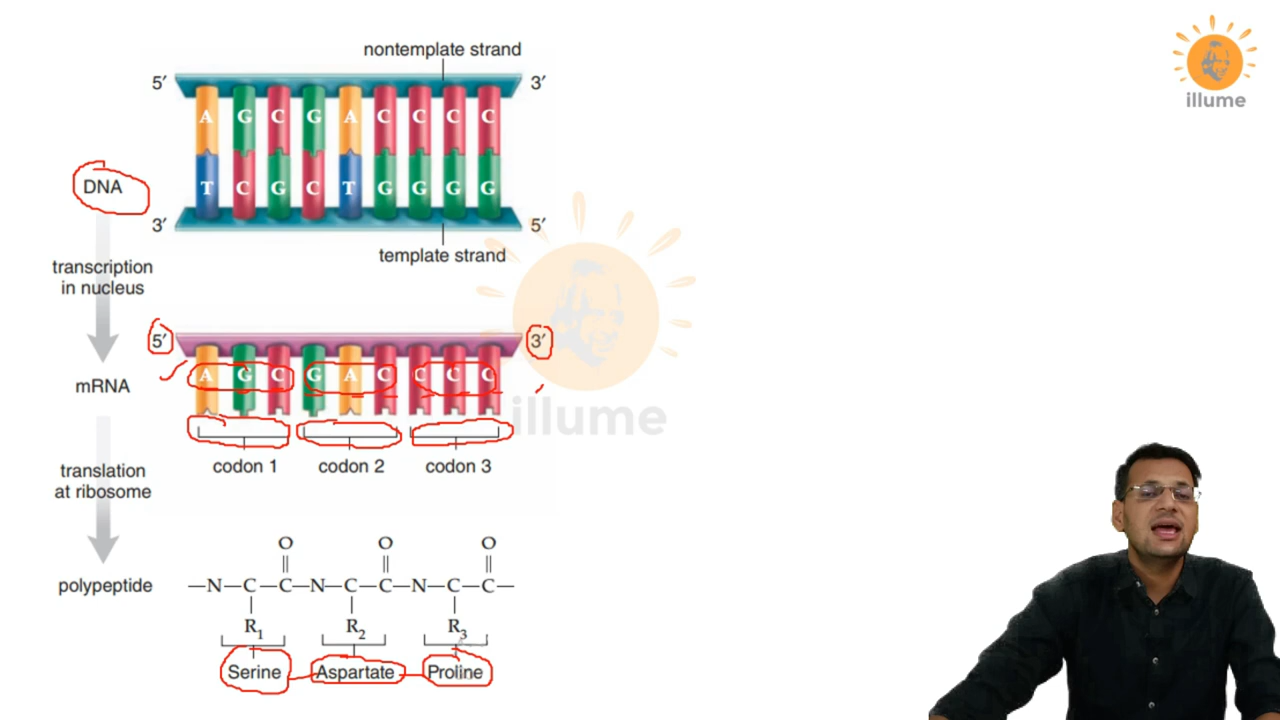 nontemplate strand
5′ 3′
A G C G A C C C C
DNA
T C G C T G G G G
3′ 5′
template strand
transcription
in nucleus
5′ 3′
mRNA
A G C G A C C C C
codon 1 codon 2 codon 3
translation
at ribosome
O O O
polypeptide
—N—C—C—N—C—C—N—C—C—
R1 R2 R3
Serine Aspartate Proline
illume
illume